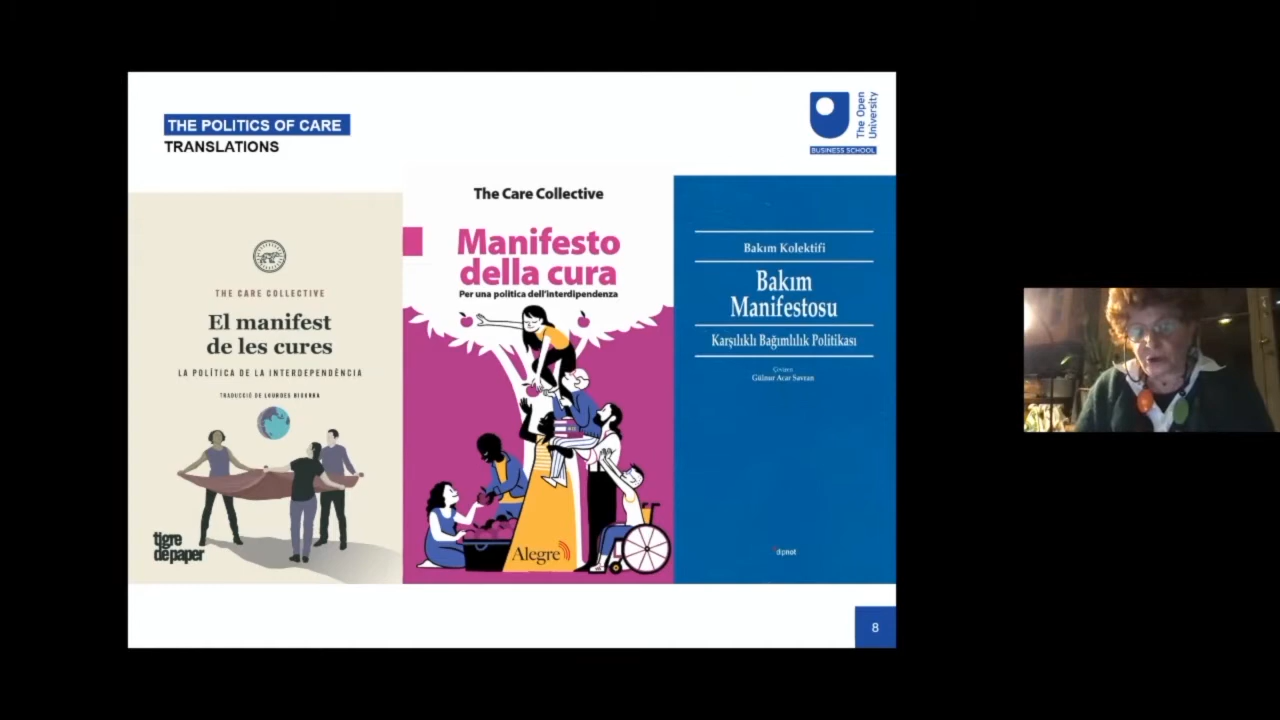 THE POLITICS OF CARE
TRANSLATIONS
The Open
University
BUSINESS SCHOOL
THE CARE COLLECTIVE
El manifest
de les cures
LA POLÍTICA DE LA INTERDEPENDÈNCIA
TRADUCCIÓ DE LOURDES BIGORRA
tigre
de paper
The Care Collective
Manifesto
della cura
Per una politica dell'interdipendenza
Alegre
Bakım Kolektifi
Bakım
Manifestosu
Karşılıklı Bağımlılık Politikası
Çeviren
Gülnur Acar Savran
dipnot
8